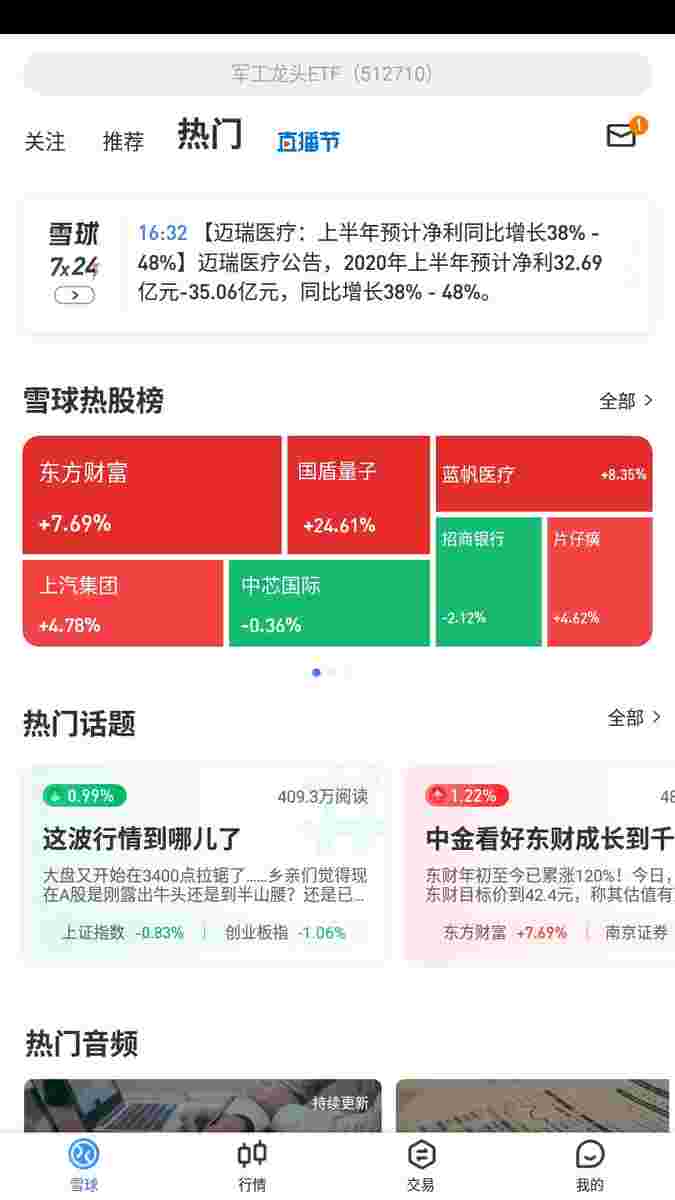 军工龙头ETF（512710）
关注 推荐 热门 直播节 1
雪球
7x24
16:32 【迈瑞医疗：上半年预计净利同比增长38% -
48%】迈瑞医疗公告，2020年上半年预计净利32.69
亿元-35.06亿元，同比增长38% - 48%。
雪球热股榜 全部
东方财富
+7.69%
国盾量子
+24.61%
蓝帆医疗 +8.35%
上汽集团
+4.78%
中芯国际
-0.36%
招商银行
-2.12%
片仔癀
+4.62%
热门话题 全部
0.99% 409.3万阅读
这波行情到哪儿了
大盘又开始在3400点拉锯了……乡亲们觉得现
在A股是刚露出牛头还是到半山腰？还是已...
上证指数 -0.83% | 创业板指 -1.06%
1.22% 48
中金看好东财成长到千
东财年初至今已累涨120%！今日，
东财目标价到42.4元，称其估值有
东方财富 +7.69% | 南京证券
热门音频
持续更新
雪球 行情 交易 我的